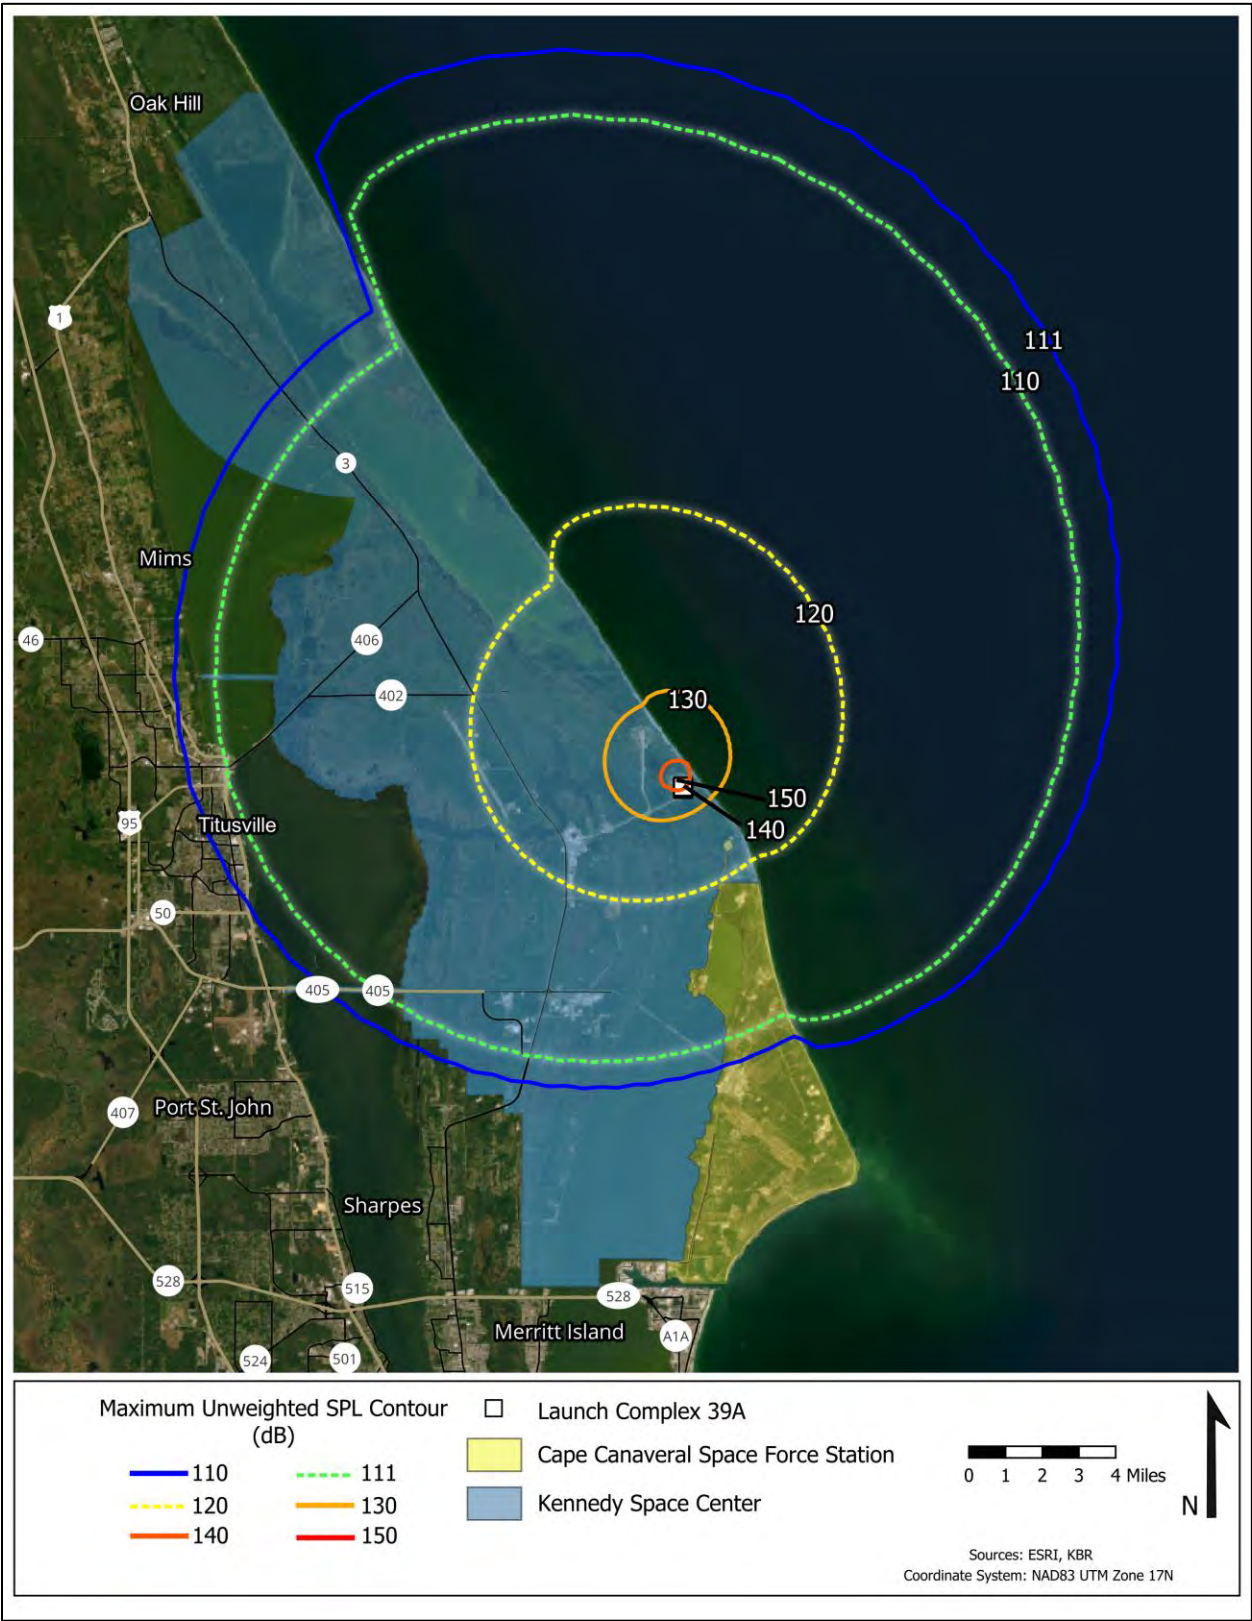 Oak Hill
1
111
110
3
Mims
120
46
406
402
130
150
95
Titusville
140
50
405
405
407
Port St. John
Sharpes
528
515
528
Merritt Island
A1A
524
501
Maximum Unweighted SPL Contour
(dB)
110
111
120
130
140
150
Launch Complex 39A
Cape Canaveral Space Force Station
Kennedy Space Center
0 1 2 3 4 Miles
N
Sources: ESRI, KBR
Coordinate System: NAD83 UTM Zone 17N